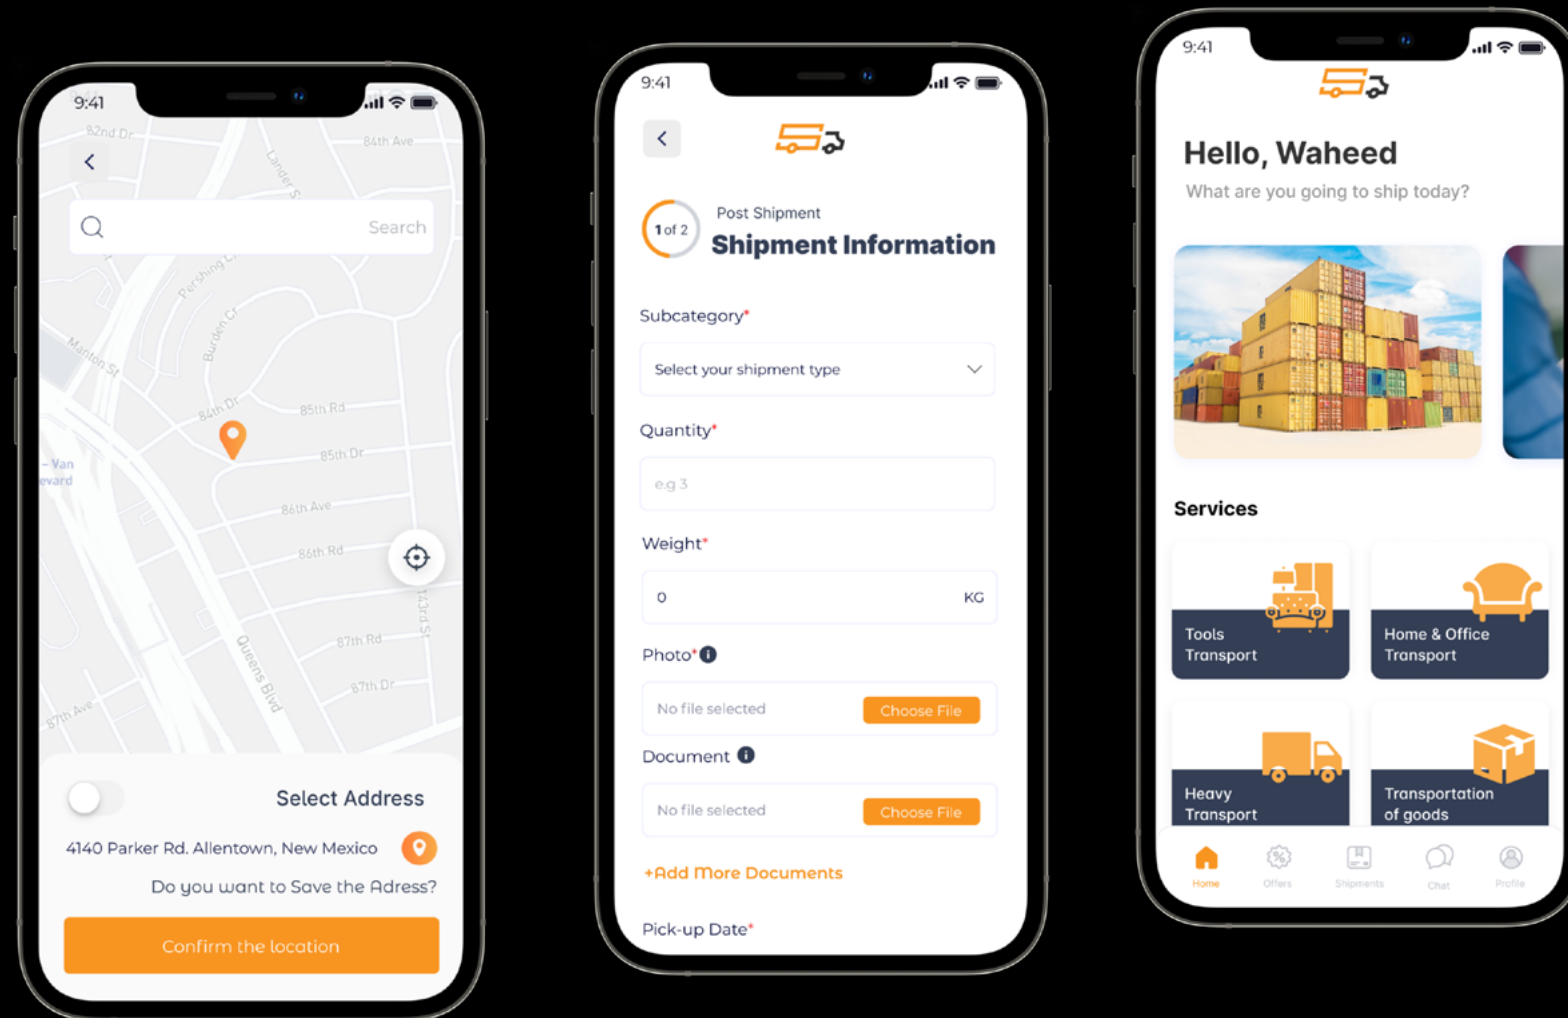 9:41
82nd Dr
84th Ave
Lander S
Search
Pershing C
Burden Cr
Manton St
84th Dr
85th Rd
85th Dr
– Van
evard
86th Ave
86th Rd
143rd St
87th Rd
Queens Blvd
87th Dr
87th Ave
Select Address
4140 Parker Rd. Allentown, New Mexico
Do you want to Save the Adress?
Confirm the location
9:41
1 of 2
Post Shipment
Shipment Information
Subcategory*
Select your shipment type
Quantity*
e.g 3
Weight*
0 KG
Photo*
No file selected
Choose File
Document
No file selected
Choose File
+Add More Documents
Pick-up Date*
9:41
Hello, Waheed
What are you going to ship today?
Services
Tools
Transport
Home & Office
Transport
Heavy
Transport
Transportation
of goods
Home
Offers
Shipments
Chat
Profile